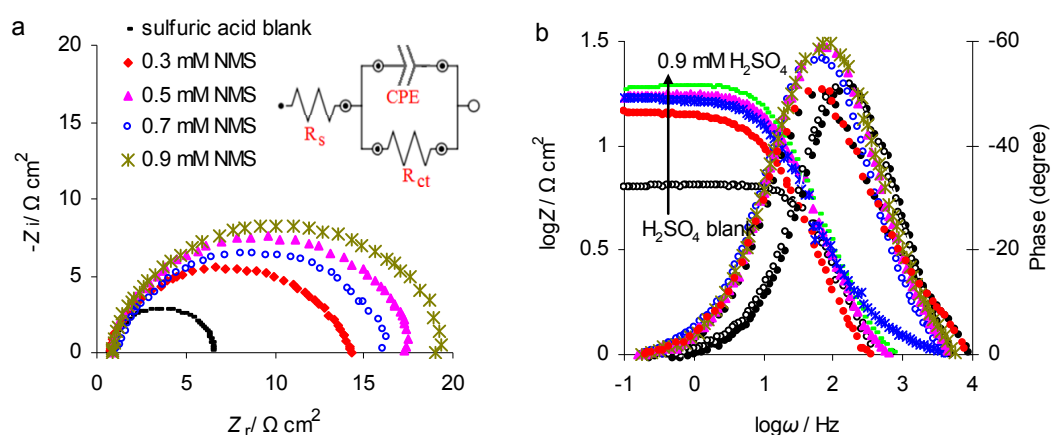 a
20
15
10
5
0
-Z i/ Ω cm²
sulfuric acid blank
0.3 mM NMS
0.5 mM NMS
0.7 mM NMS
0.9 mM NMS
CPE
Rs
Rct
0 5 10 15 20
Z r/ Ω cm²
b
1.5
1
0.5
0
logZ / Ω cm²
0.9 mM H₂SO₄
H₂SO₄ blank
-60
-40
-20
0
Phase (degree)
-1 0 1 2 3 4
logω / Hz